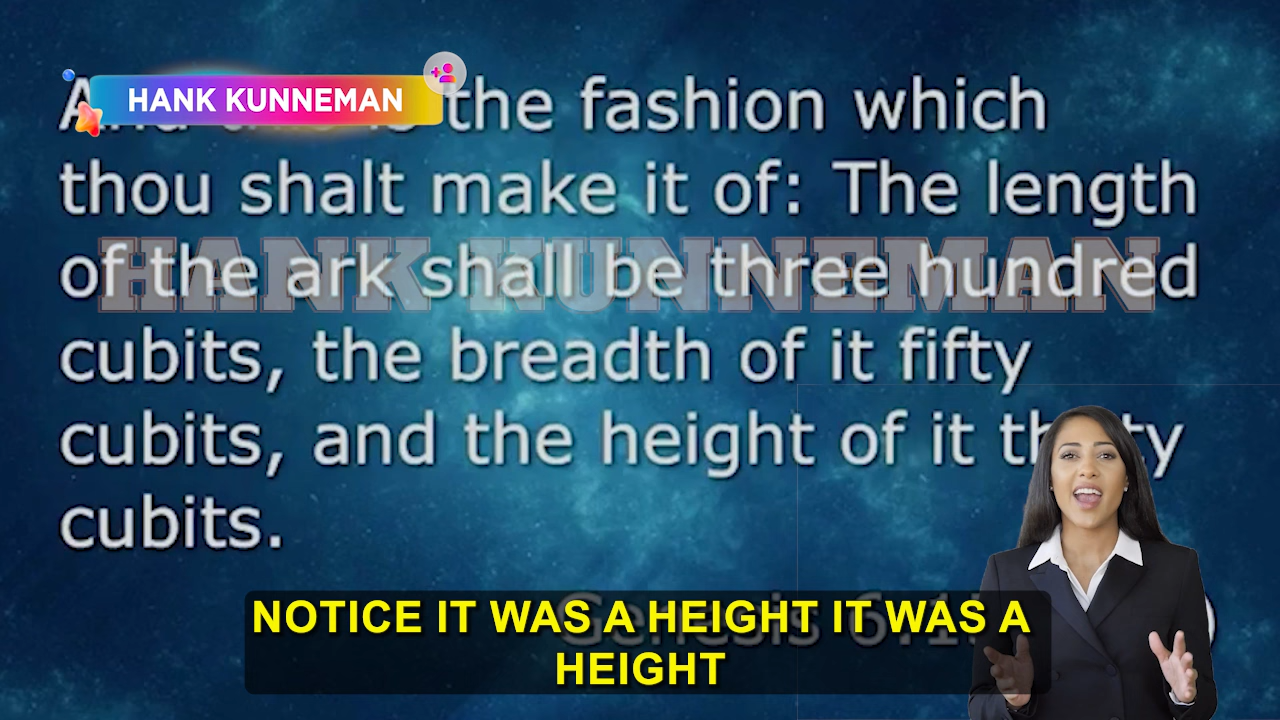 HANK KUNNEMAN
the fashion which
thou shalt make it of: The length
of the ark shall be three hundred
HANK KUNNEMAN
cubits, the breadth of it fifty
cubits, and the height of it
cubits.
Genesis
NOTICE IT WAS A HEIGHT IT WAS A
HEIGHT